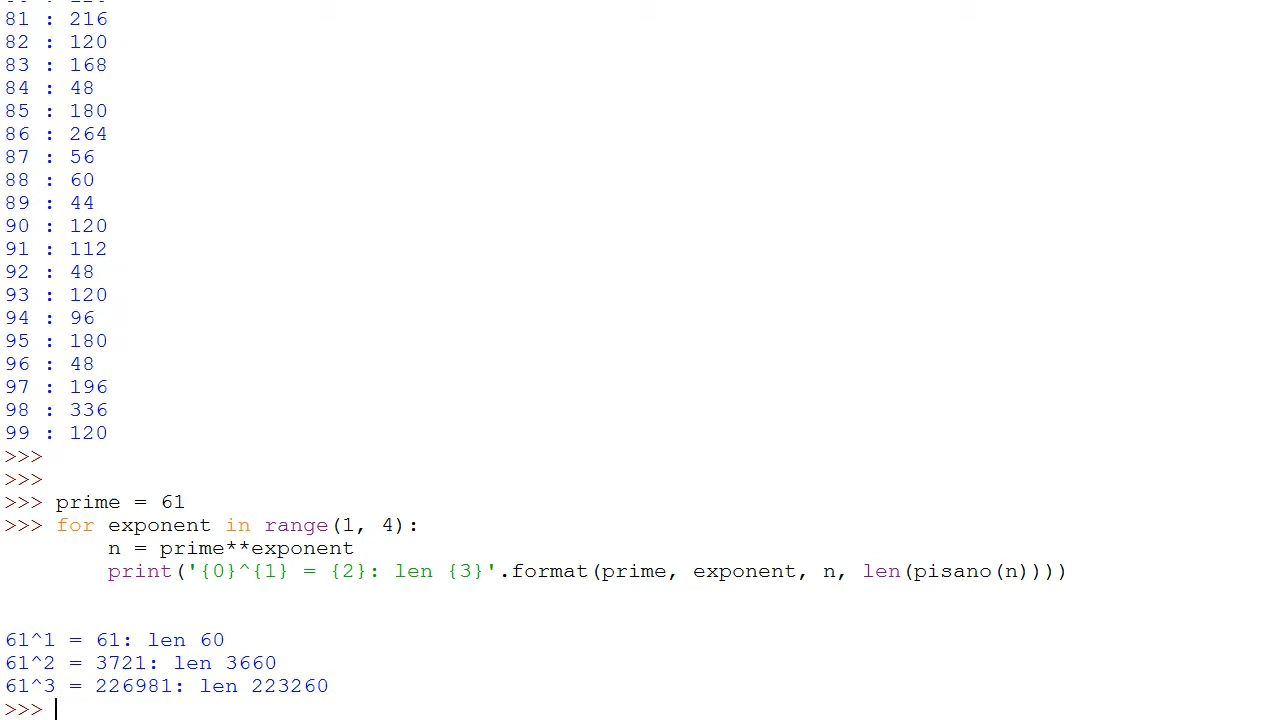 81 : 216
82 : 120
83 : 168
84 : 48
85 : 180
86 : 264
87 : 56
88 : 60
89 : 44
90 : 120
91 : 112
92 : 48
93 : 120
94 : 96
95 : 180
96 : 48
97 : 196
98 : 336
99 : 120
>>>
>>>
>>> prime = 61
>>> for exponent in range(1, 4):
        n = prime**exponent
        print('{0}^{1} = {2}: len {3}'.format(prime, exponent, n, len(pisano(n))))
61^1 = 61: len 60
61^2 = 3721: len 3660
61^3 = 226981: len 223260
>>>